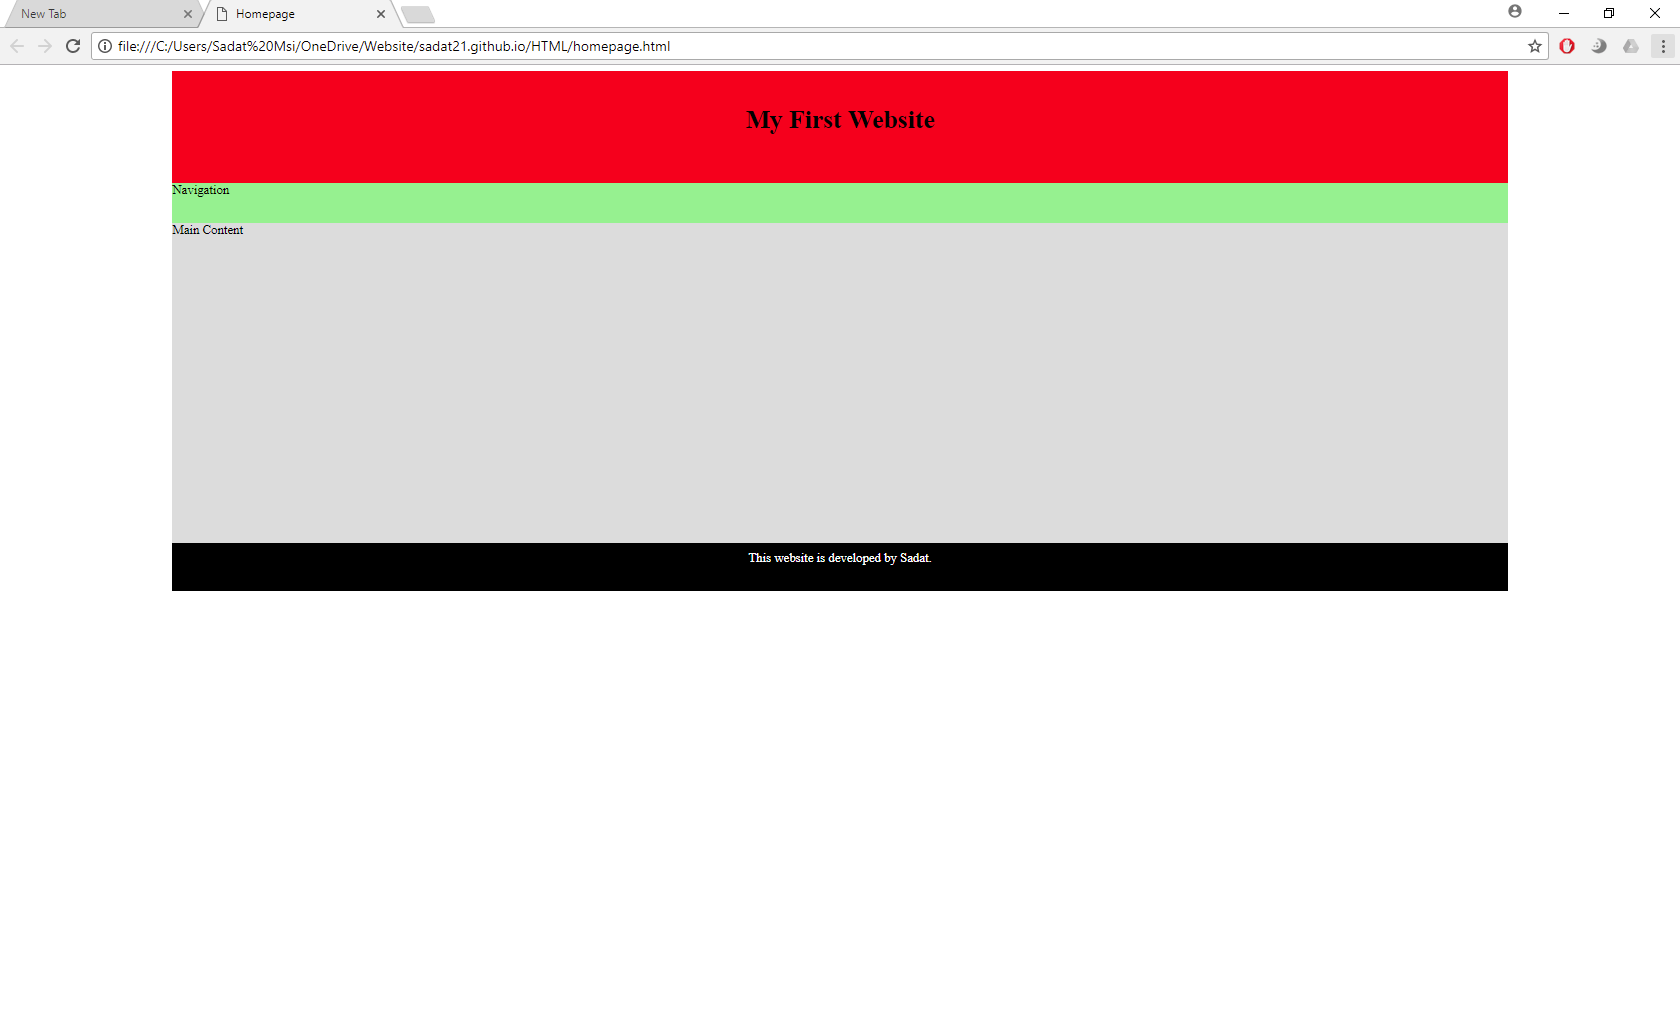 New Tab
Homepage
file:///C:/Users/Sadat%20Msi/OneDrive/Website/sadat21.github.io/HTML/homepage.html
My First Website
Navigation
Main Content
This website is developed by Sadat.